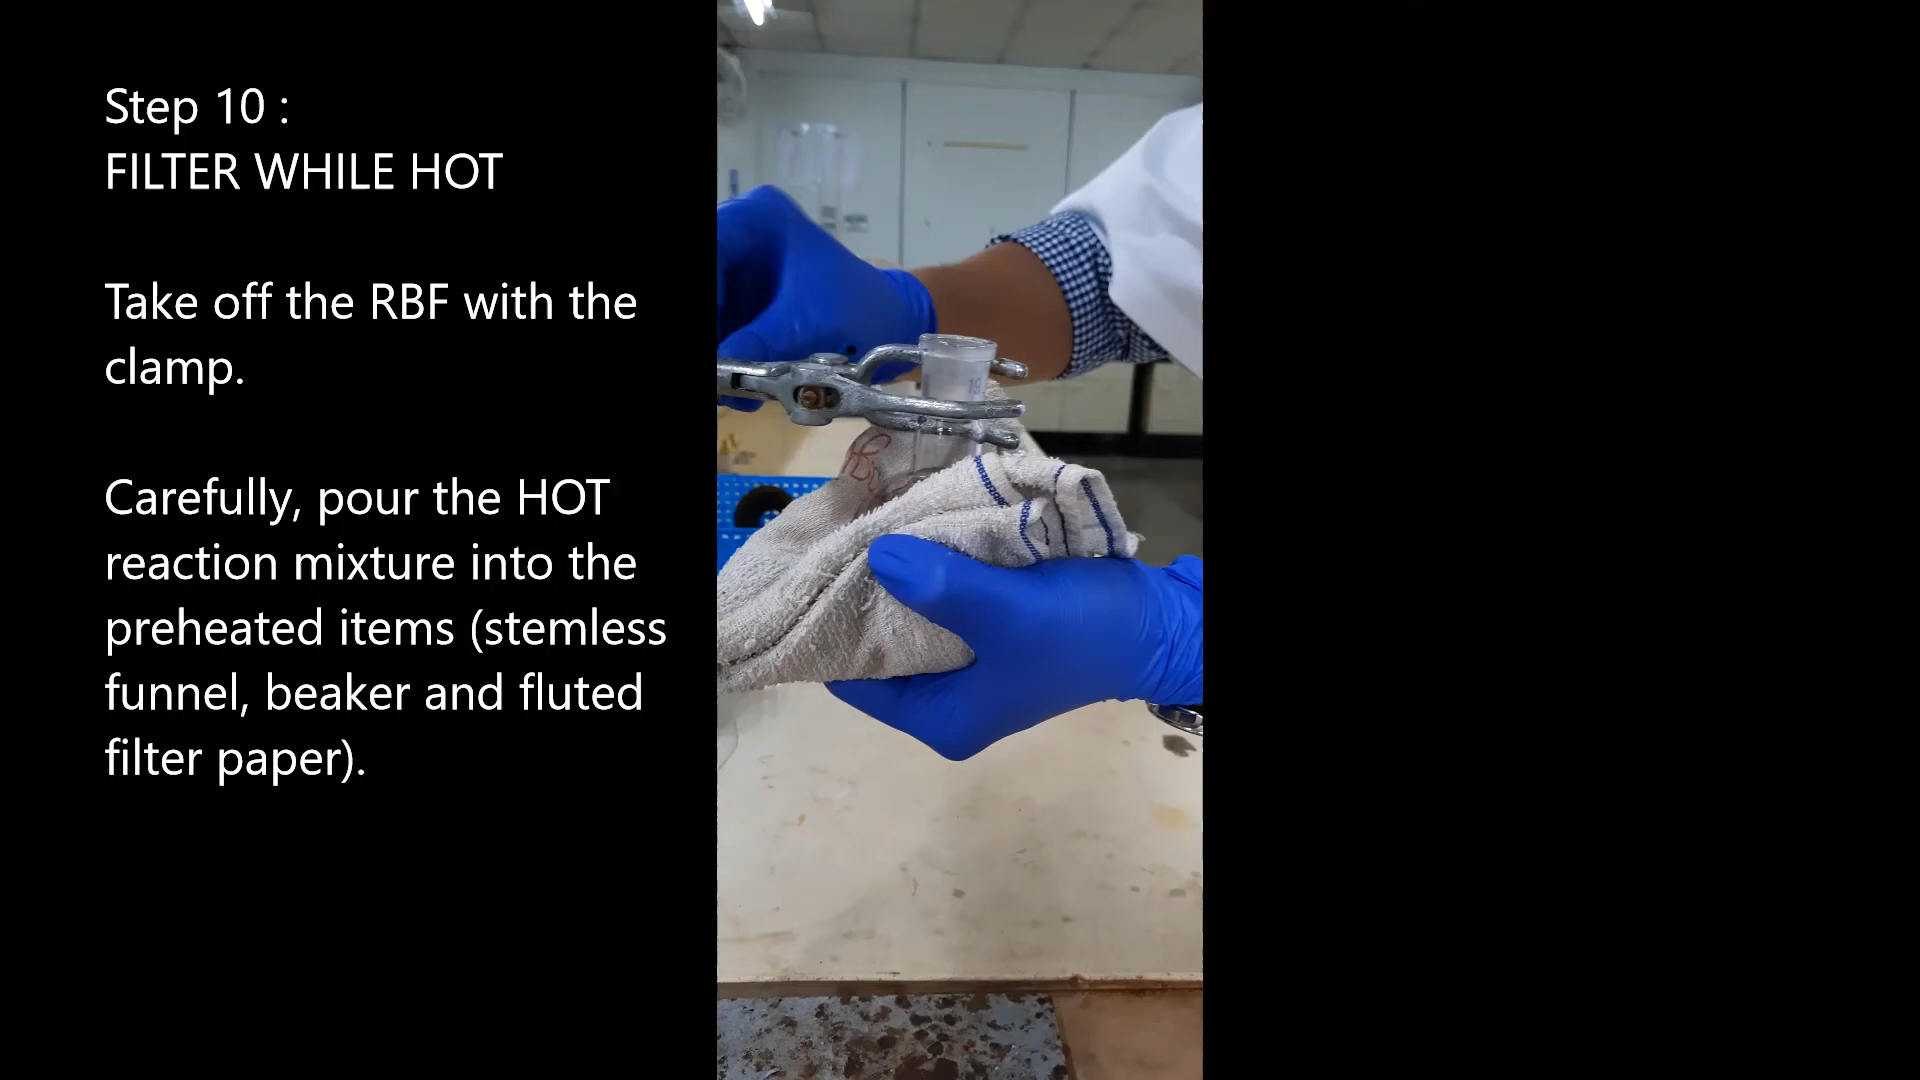 Step 10 :
FILTER WHILE HOT
Take off the RBF with the
clamp.
Carefully, pour the HOT
reaction mixture into the
preheated items (stemless
funnel, beaker and fluted
filter paper).
19